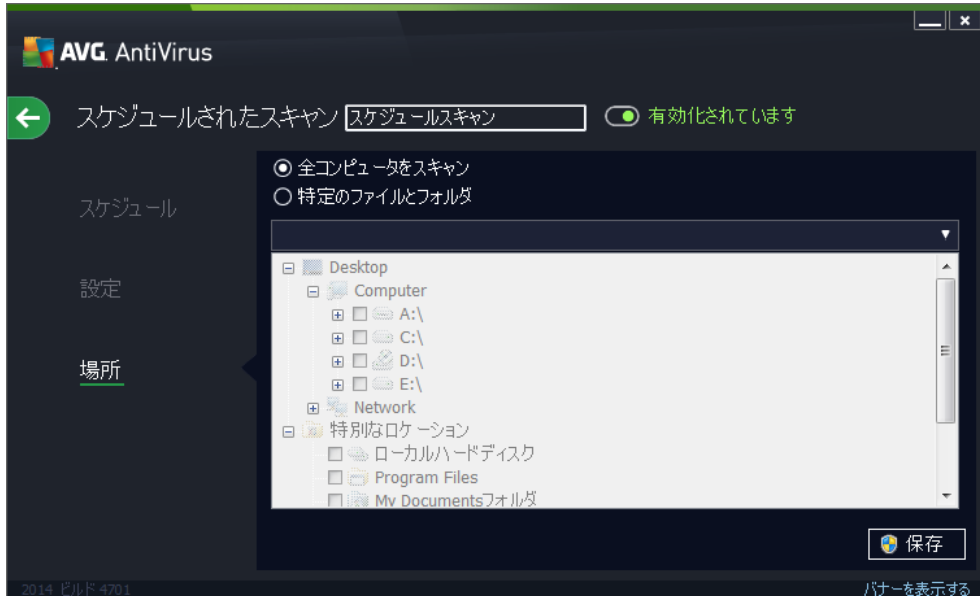 AVG. AntiVirus
スケジュールされたスキャン スケジュールスキャン 有効化されています
全コンピュータをスキャン
特定のファイルとフォルダ
スケジュール
設定
場所
Desktop
Computer
A:\
C:\
D:\
E:\
Network
特別なロケーション
ローカルハードディスク
Program Files
My Documentsフォルダ
保存
2014 ビルド 4701
バナーを表示する